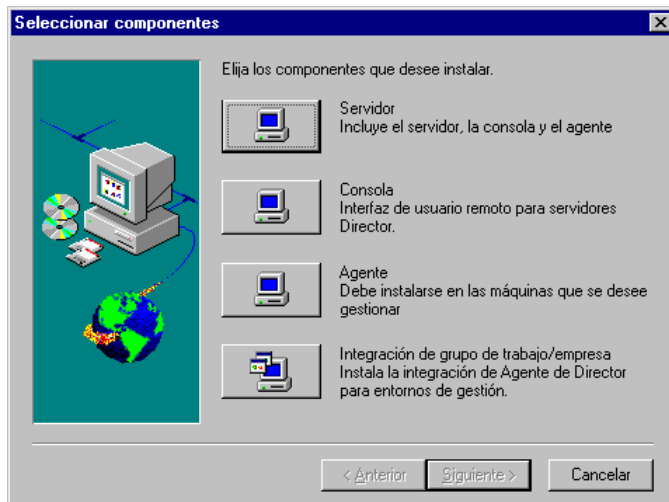 Seleccionar componentes
Elija los componentes que desee instalar.
Servidor
Incluye el servidor, la consola y el agente
Consola
Interfaz de usuario remoto para servidores
Director.
Agente
Debe instalarse en las máquinas que se desee
gestionar
Integración de grupo de trabajo/empresa
Instala la integración de Agente de Director
para entornos de gestión.
< Anterior
Siguiente >
Cancelar